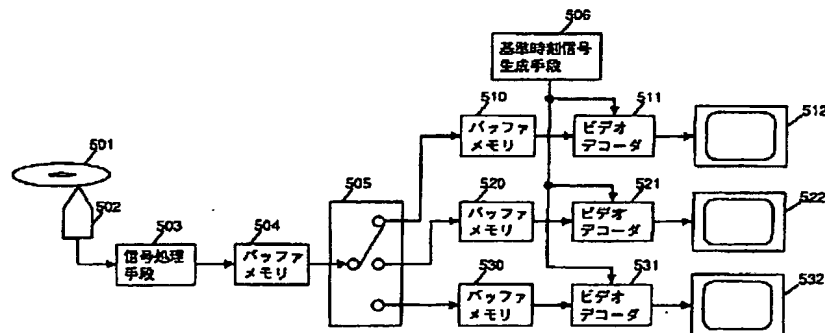 506
基準時刻信号
生成手段
510
バッファ
メモリ
511
ビデオ
デコーダ
512
501
502
503
信号処理
手段
504
バッファ
メモリ
505
520
バッファ
メモリ
521
ビデオ
デコーダ
522
530
バッファ
メモリ
531
ビデオ
デコーダ
532